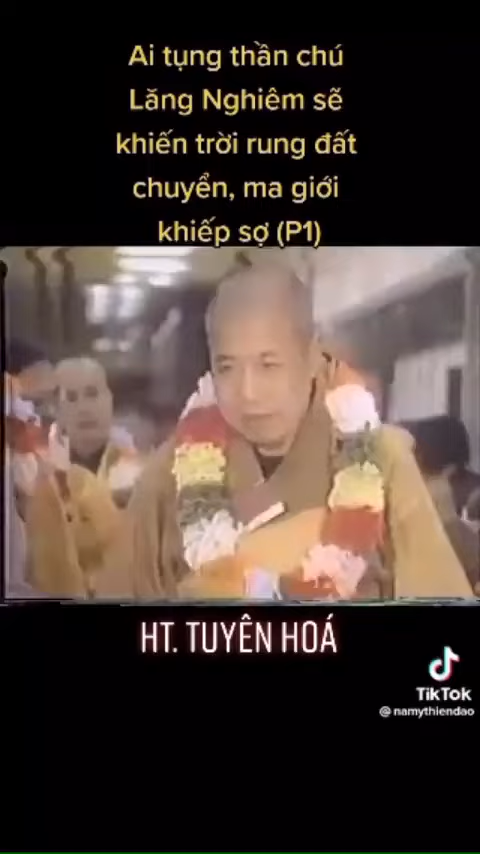 Ai tụng thần chú
Lăng Nghiêm sẽ
khiến trời rung đất
chuyển, ma giới
khiếp sợ (P1)
HT. TUYÊN HOÁ
TikTok
@namythiendao